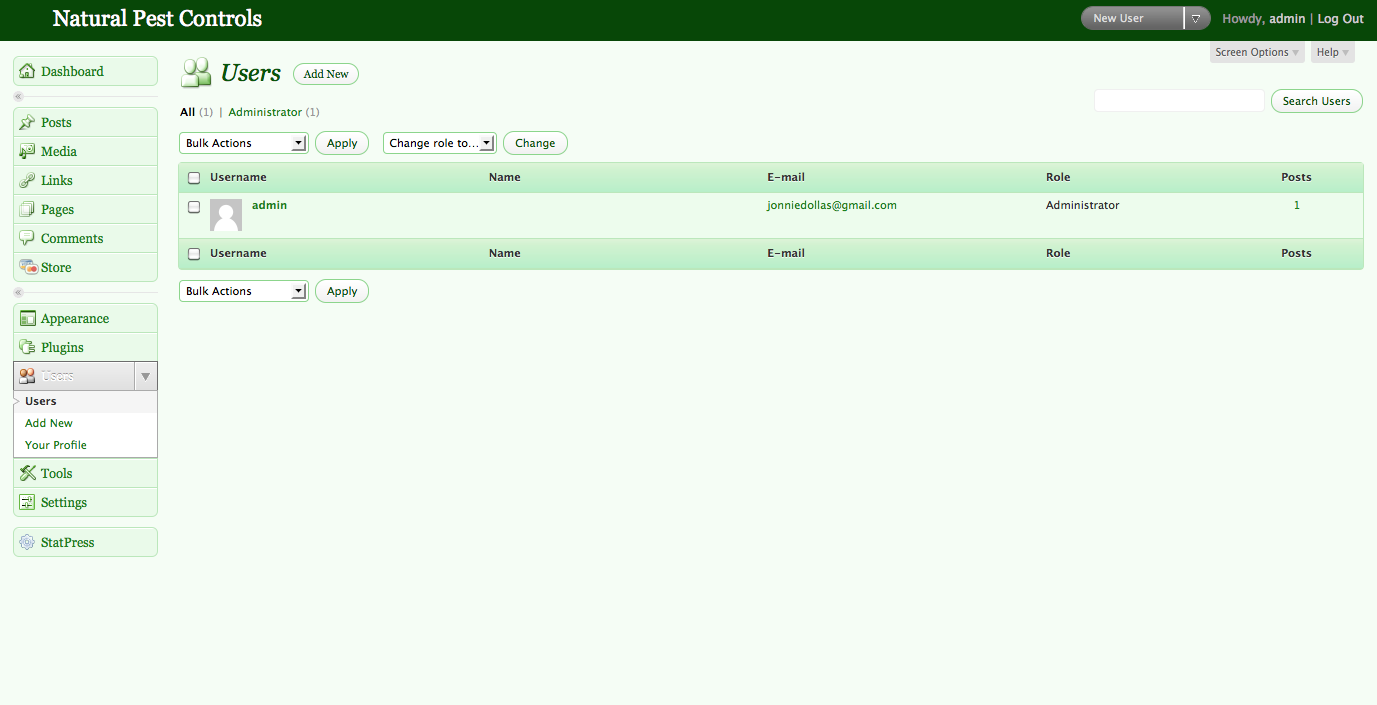 Natural Pest Controls
New User
Howdy, admin | Log Out
Screen Options
Help
Dashboard
Posts
Media
Links
Pages
Comments
Store
Appearance
Plugins
Users
Users
Add New
Your Profile
Tools
Settings
StatPress
Users
Add New
All (1) | Administrator (1)
Search Users
Bulk Actions
Apply
Change role to...
Change
Username Name E-mail Role Posts
admin jonniedollas@gmail.com Administrator 1
Username Name E-mail Role Posts
Bulk Actions
Apply